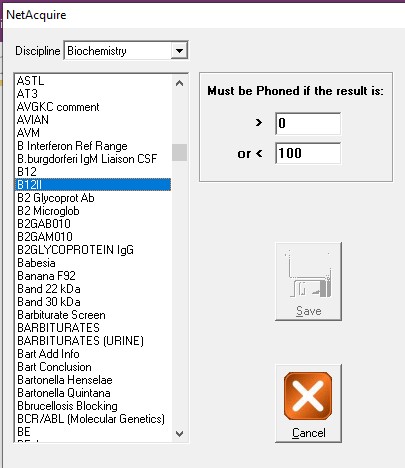 NetAcquire
Discipline Biochemistry
ASTL
AT3
AVGKC comment
AVIAN
AVM
B Interferon Ref Range
B.burgdorferi IgM Liaison CSF
B12
B12II
B2 Glycoprot Ab
B2 Microglob
B2GAB010
B2GAM010
B2GLYCOPROTEIN IgG
Babesia
Banana F92
Band 22 kDa
Band 30 kDa
Barbiturate Screen
BARBITURATES
BARBITURATES (URINE)
Bart Add Info
Bart Conclusion
Bartonella Henselae
Bartonella Quintana
Bbrucellosis Blocking
BCR/ABL (Molecular Genetics)
BE
Must be Phoned if the result is:
> 0
or < 100
Save
Cancel